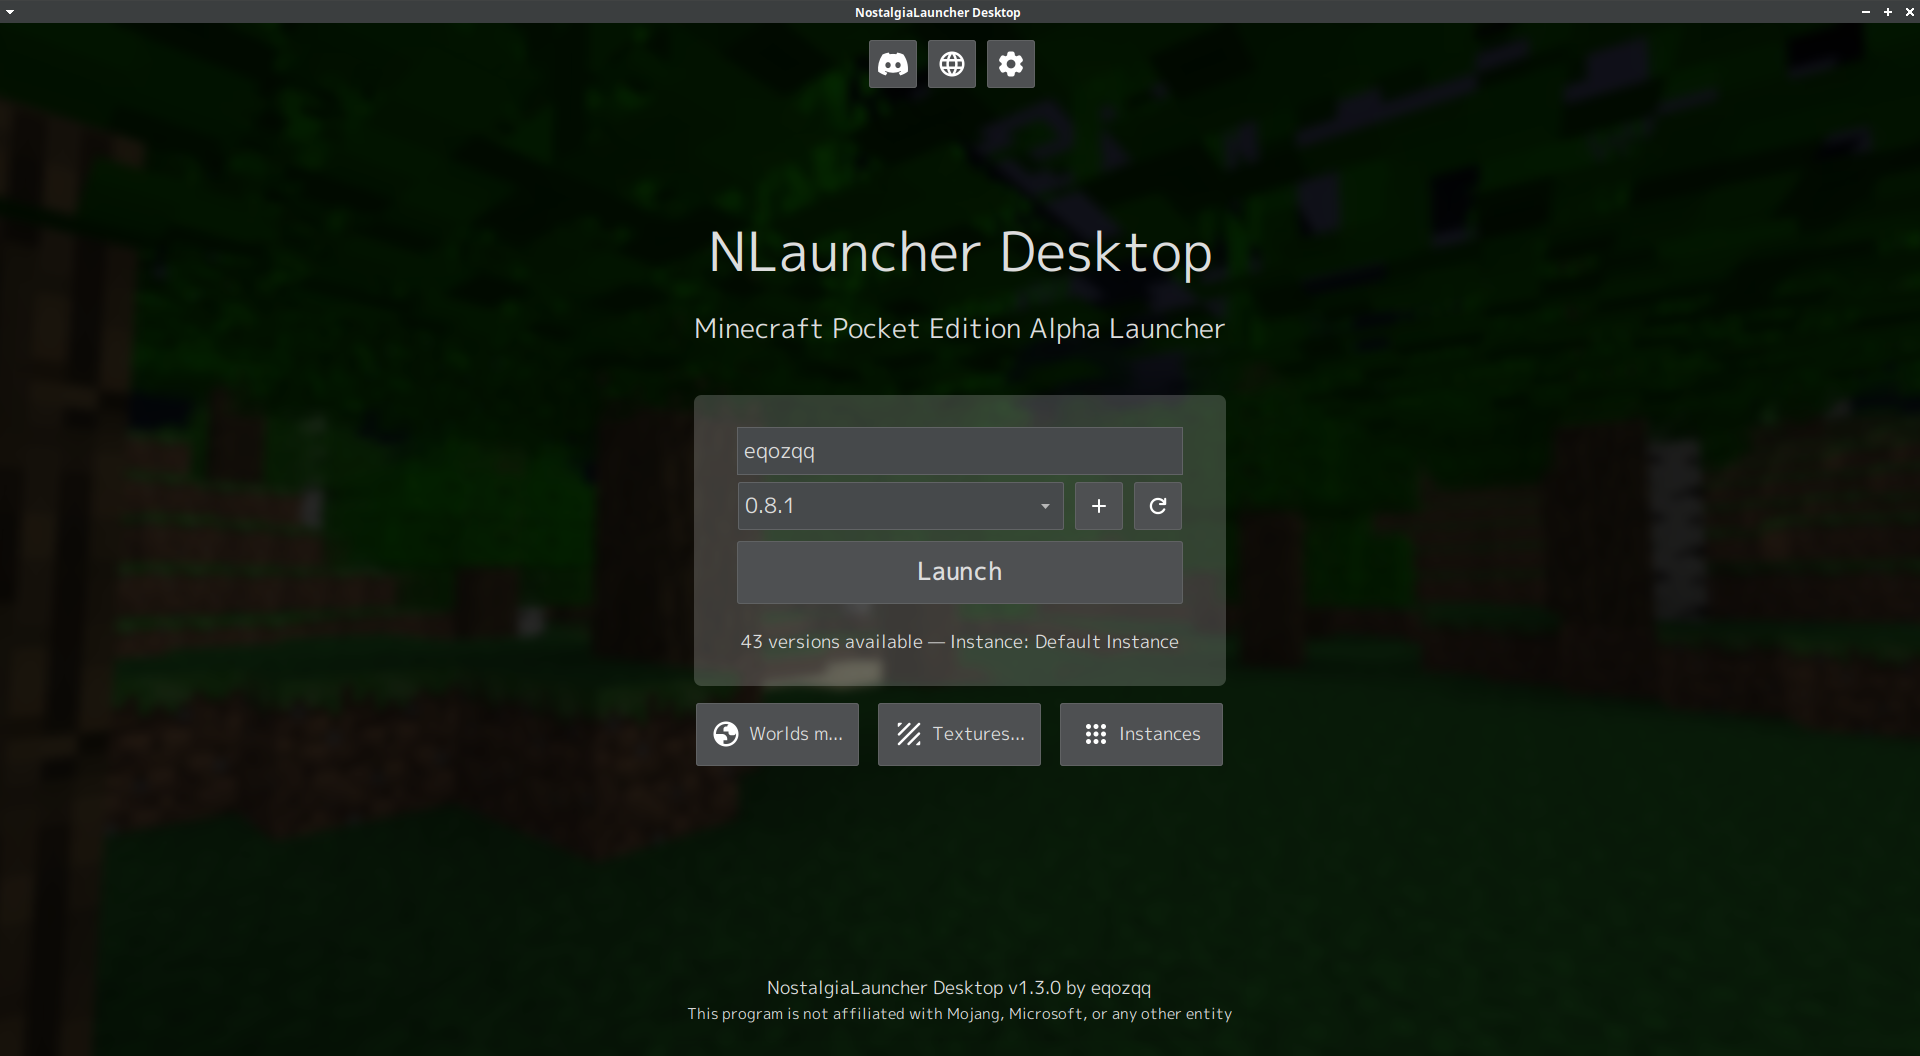 NostalgiaLauncher Desktop
NLauncher Desktop
Minecraft Pocket Edition Alpha Launcher
eqozqq
0.8.1
Launch
43 versions available — Instance: Default Instance
Worlds m... Textures... Instances
NostalgiaLauncher Desktop v1.3.0 by eqozqq
This program is not affiliated with Mojang, Microsoft, or any other entity